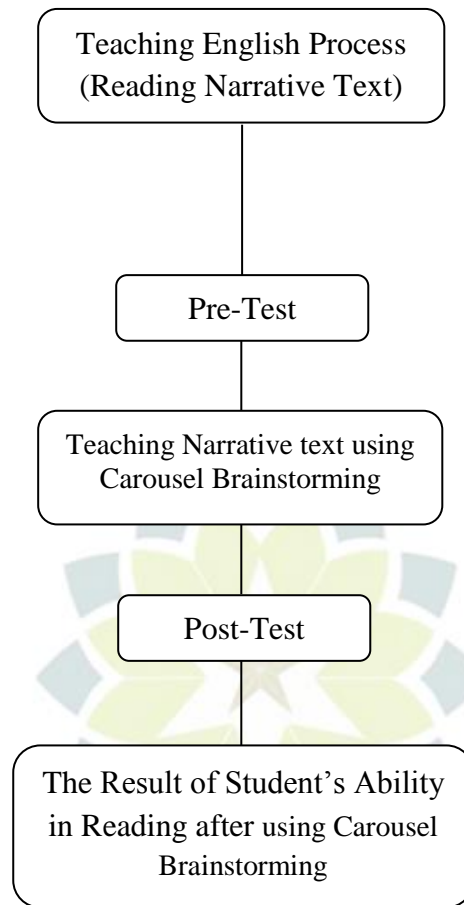 Teaching English Process
(Reading Narrative Text)
Pre-Test
Teaching Narrative text using
Carousel Brainstorming
Post-Test
The Result of Student’s Ability
in Reading after using Carousel
Brainstorming